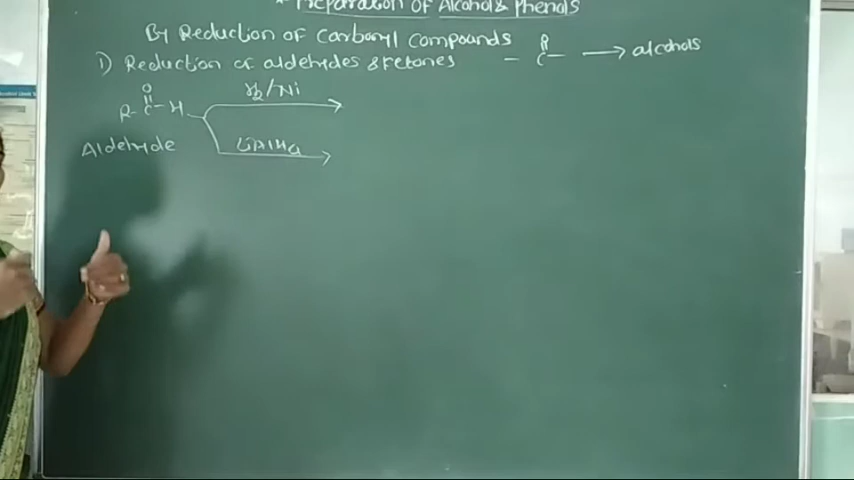 * Preparation of Alcohols & Phenols
By Reduction of Carbonyl Compounds
1) Reduction of aldehydes & ketones - C - → alcohols
O
R - C - H H2/Ni
Aldehyde LiAlH4